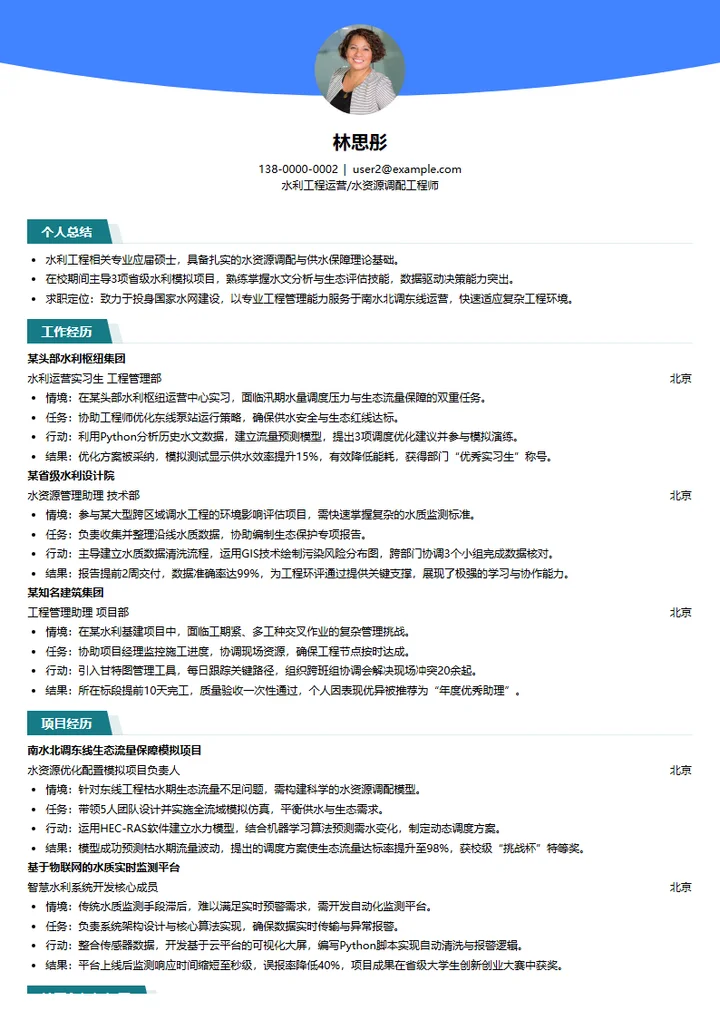 林思彤
138-0000-0002 | user2@example.com
水利工程运营/水资源调配工程师
个人总结
• 水利工程相关专业应届硕士，具备扎实的水资源调配与供水保障理论基础。
• 在校期间主导3项省级水利模拟项目，熟练掌握水文分析与生态评估技能，数据驱动决策能力突出。
• 求职定位：致力于投身国家水网建设，以专业工程管理能力服务于南水北调东线运营，快速适应复杂工程环境。
工作经历
某头部水利枢纽集团
水利运营实习生 工程管理部 北京
• 情境：在某头部水利枢纽运营中心实习，面临汛期水量调度压力与生态流量保障的双重任务。
• 任务：协助工程师优化东线泵站运行策略，确保供水安全与生态红线达标。
• 行动：利用Python分析历史水文数据，建立流量预测模型，提出3项调度优化建议并参与模拟演练。
• 结果：优化方案被采纳，模拟测试显示供水效率提升15%，有效降低能耗，获得部门“优秀实习生”称号。
某省级水利设计院
水资源管理助理 技术部 北京
• 情境：参与某大型跨区域调水工程的环境影响评估项目，需快速掌握复杂的水质监测标准。
• 任务：负责收集并整理沿线水质数据，协助编制生态保护专项报告。
• 行动：主导建立水质数据清洗流程，运用GIS技术绘制污染风险分布图，跨部门协调3个小组完成数据核对。
• 结果：报告提前2周交付，数据准确率达99%，为工程环评通过提供关键支撑，展现了极强的学习与协作能力。
某知名建筑集团
工程管理助理 项目部 北京
• 情境：在某水利基建项目中，面临工期紧、多工种交叉作业的复杂管理挑战。
• 任务：协助项目经理监控施工进度，协调现场资源，确保工程节点按时达成。
• 行动：引入甘特图管理工具，每日跟踪关键路径，组织跨班组协调会解决现场冲突20余起。
• 结果：所在标段提前10天完工，质量验收一次性通过，个人因表现优异被推荐为“年度优秀助理”。
项目经历
南水北调东线生态流量保障模拟项目
水资源优化配置模拟项目负责人 北京
• 情境：针对东线工程枯水期生态流量不足问题，需构建科学的水资源调配模型。
• 任务：带领5人团队设计并实施全流域模拟仿真，平衡供水与生态需求。
• 行动：运用HEC-RAS软件建立水力模型，结合机器学习算法预测需水变化，制定动态调度方案。
• 结果：模型成功预测枯水期流量波动，提出的调度方案使生态流量达标率提升至98%，获校级“挑战杯”特等奖。
基于物联网的水质实时监测平台
智慧水利系统开发核心成员 北京
• 情境：传统水质监测手段滞后，难以满足实时预警需求，需开发自动化监测平台。
• 任务：负责系统架构设计与核心算法实现，确保数据实时传输与异常报警。
• 行动：整合传感器数据，开发基于云平台的可视化大屏，编写Python脚本实现自动清洗与报警逻辑。
• 结果：平台上线后监测响应时间缩短至秒级，误报率降低40%，项目成果在省级大学生创新创业大赛中获奖。